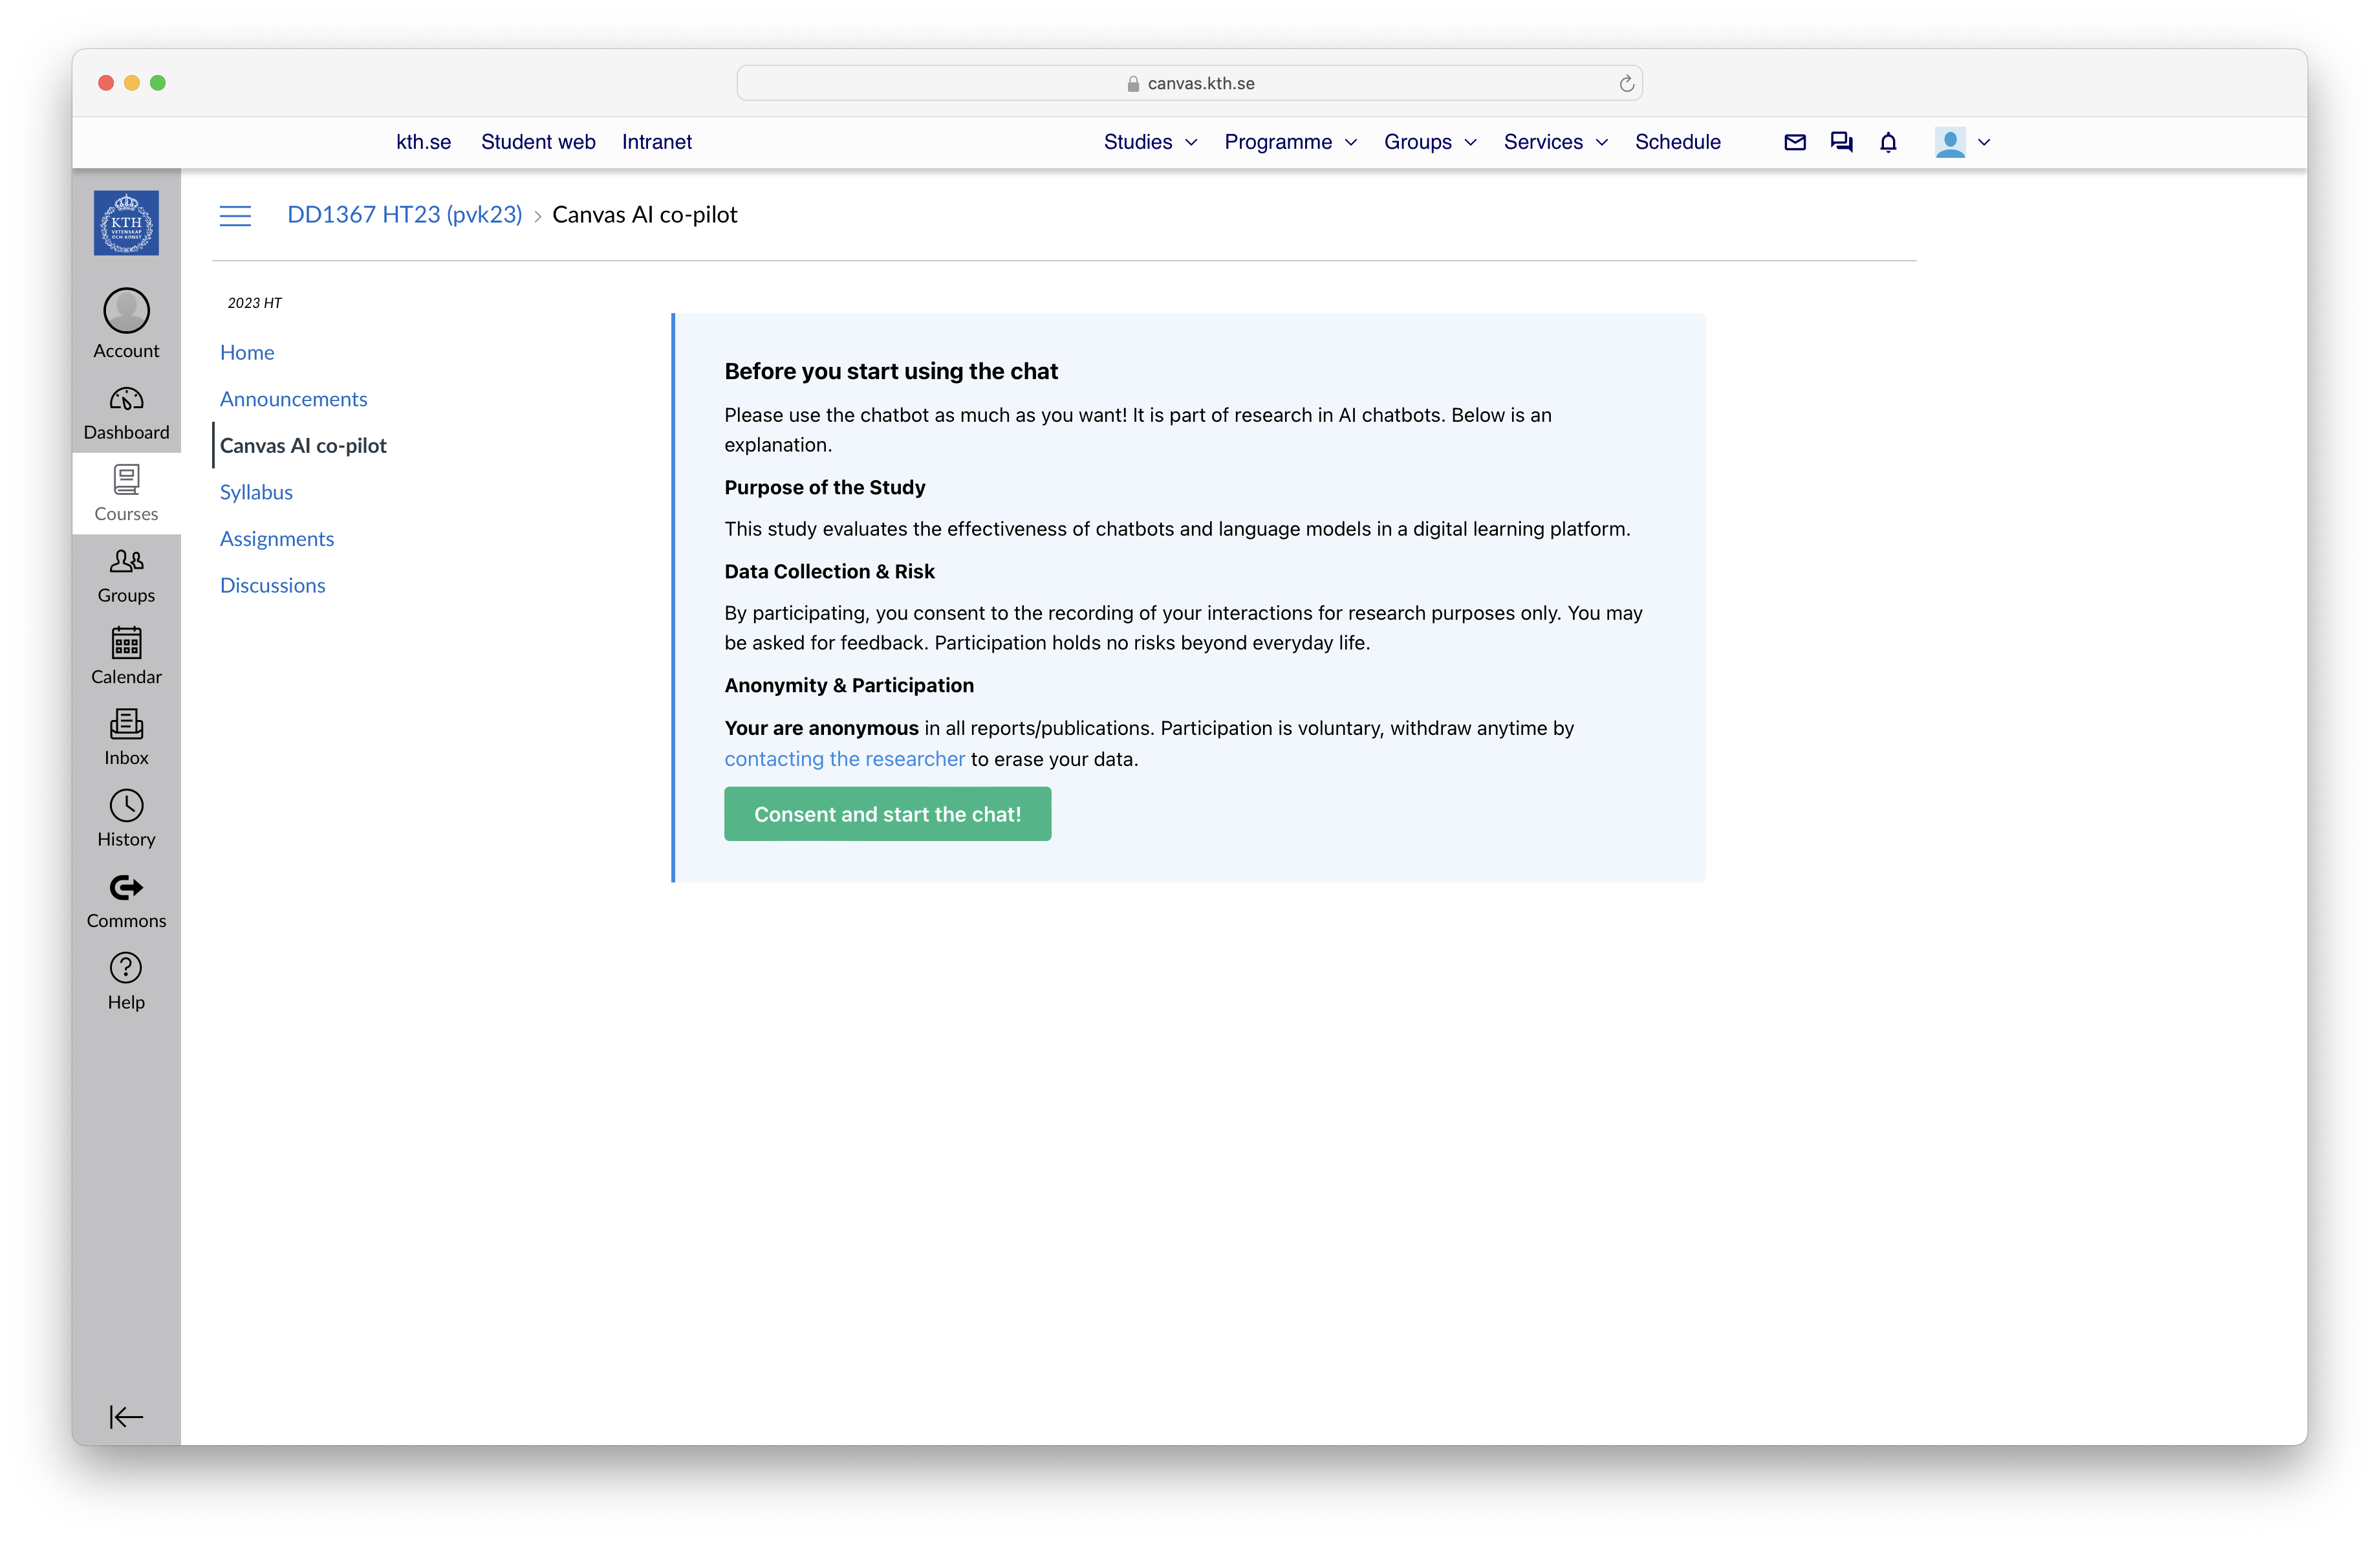 canvas.kth.se
kth.se Student web Intranet Studies Programme Groups Services Schedule
KTH
VETENSKAP
OCH KONST
DD1367 HT23 (pvk23) › Canvas AI co-pilot
Account
Dashboard
Courses
Groups
Calendar
Inbox
History
Commons
Help
2023 HT
Home
Announcements
Canvas AI co-pilot
Syllabus
Assignments
Discussions
Before you start using the chat
Please use the chatbot as much as you want! It is part of research in AI chatbots. Below is an
explanation.
Purpose of the Study
This study evaluates the effectiveness of chatbots and language models in a digital learning platform.
Data Collection & Risk
By participating, you consent to the recording of your interactions for research purposes only. You may
be asked for feedback. Participation holds no risks beyond everyday life.
Anonymity & Participation
Your are anonymous in all reports/publications. Participation is voluntary, withdraw anytime by
contacting the researcher to erase your data.
Consent and start the chat!